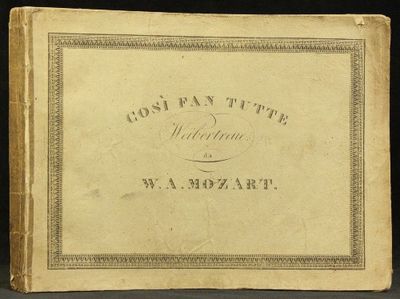 COSÌ FAN TUTTE
Weibertreue
da
W. A. MOZART.